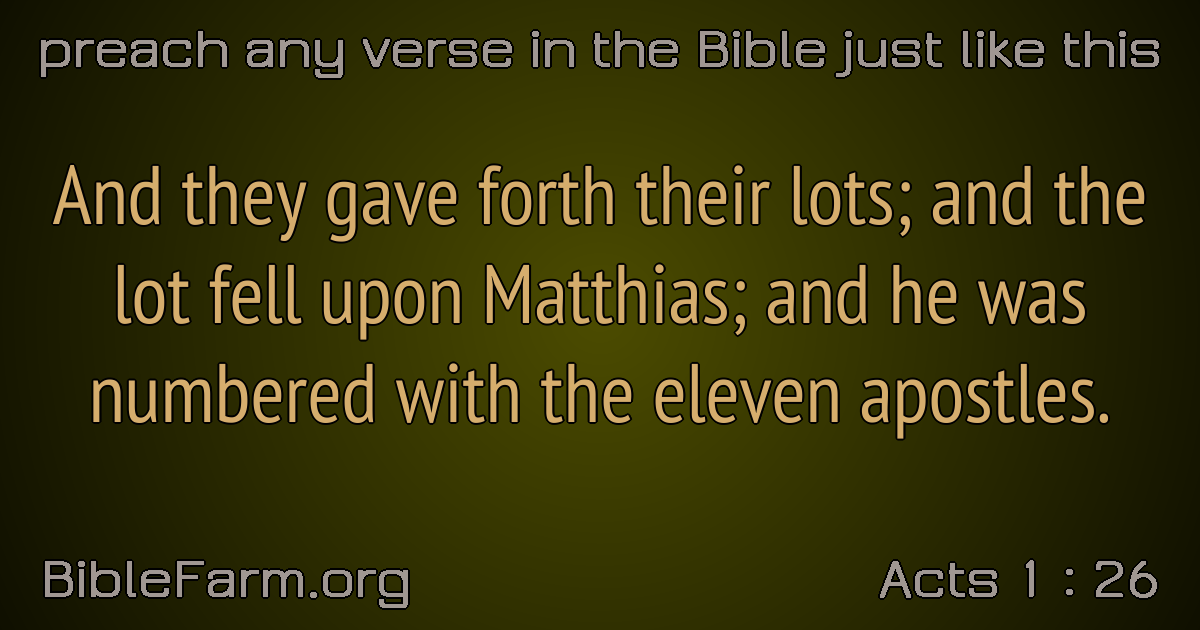 preach any verse in the Bible just like this
And they gave forth their lots; and the
lot fell upon Matthias; and he was
numbered with the eleven apostles.
BibleFarm.org
Acts 1 : 26